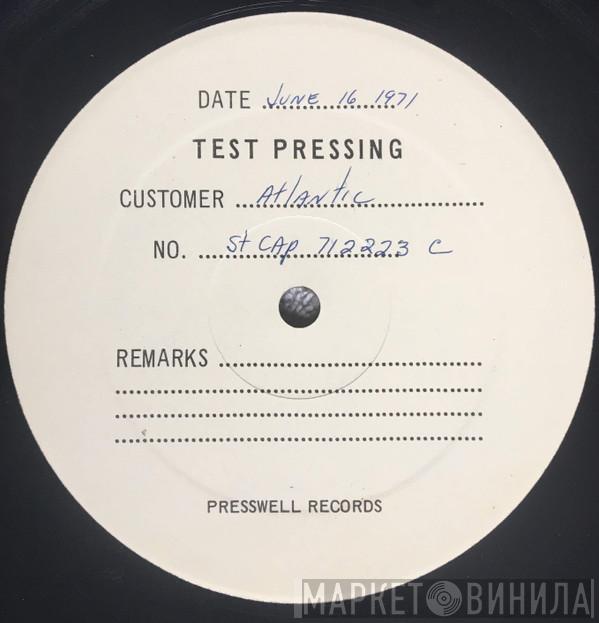 DATE June 16 1971
TEST PRESSING
CUSTOMER Atlantic
NO. St CAp 712223 C
REMARKS
PRESSWELL RECORDS
МАРКЕТ ВИНИЛА